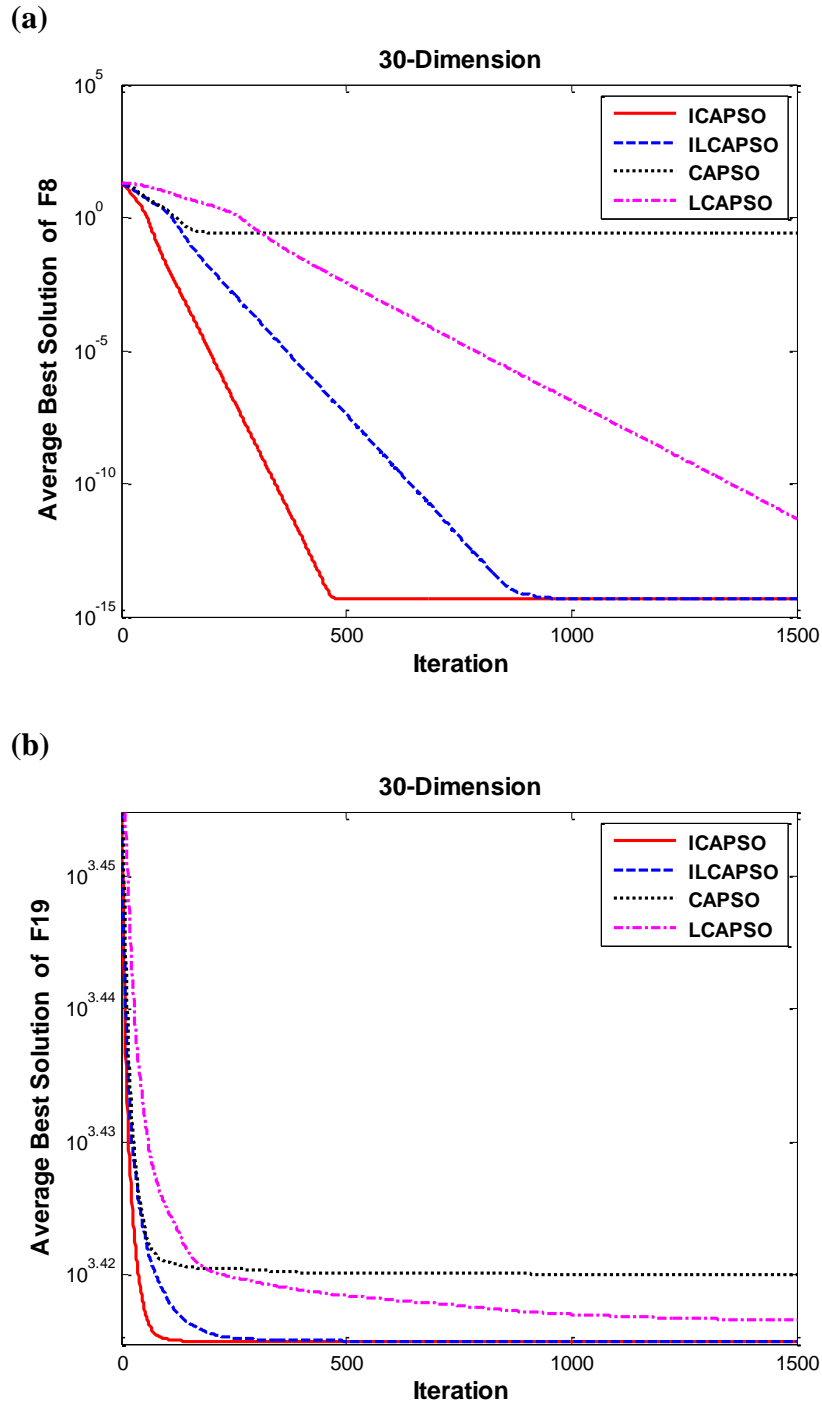 (a)
30-Dimension
Average Best Solution of F8
10^5
10^0
10^-5
10^-10
10^-15
ICAPSO
ILCAPSO
CAPSO
LCAPSO
0 500 1000 1500
Iteration
(b)
30-Dimension
Average Best Solution of F19
10^3.45
10^3.44
10^3.43
10^3.42
ICAPSO
ILCAPSO
CAPSO
LCAPSO
0 500 1000 1500
Iteration